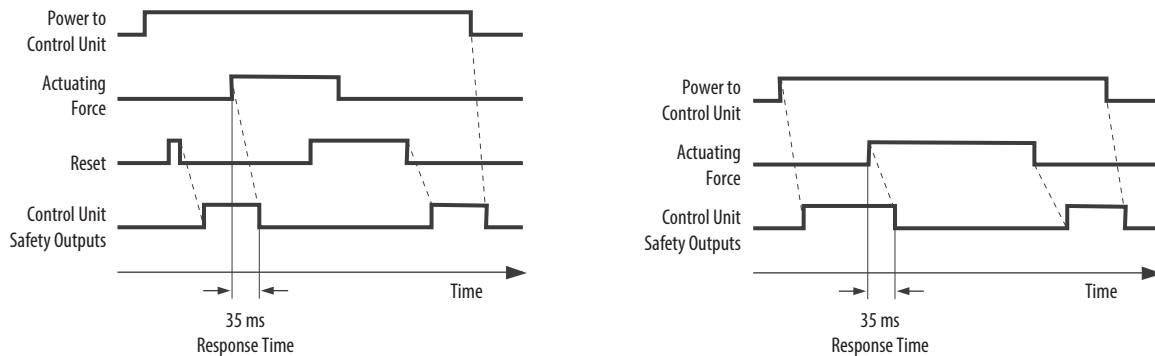 Power to
Control Unit
Actuating
Force
Reset
Control Unit
Safety Outputs
Time
35 ms
Response Time
Power to
Control Unit
Actuating
Force
Control Unit
Safety Outputs
Time
35 ms
Response Time